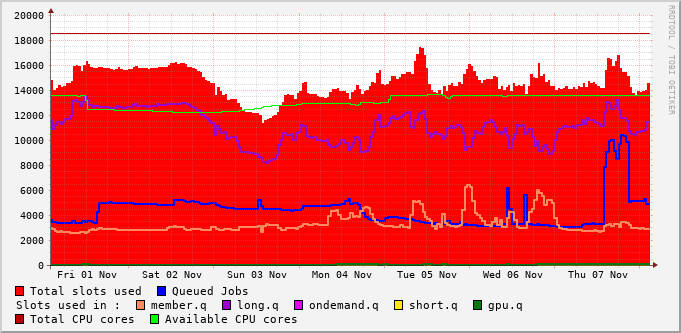 20000
18000
16000
14000
12000
10000
8000
6000
4000
2000
0
Fri 01 Nov Sat 02 Nov Sun 03 Nov Mon 04 Nov Tue 05 Nov Wed 06 Nov Thu 07 Nov
RRDTOOL / TOBI OETIKER
Total slots used Queued Jobs
Slots used in : member.q long.q ondemand.q short.q gpu.q
Total CPU cores Available CPU cores